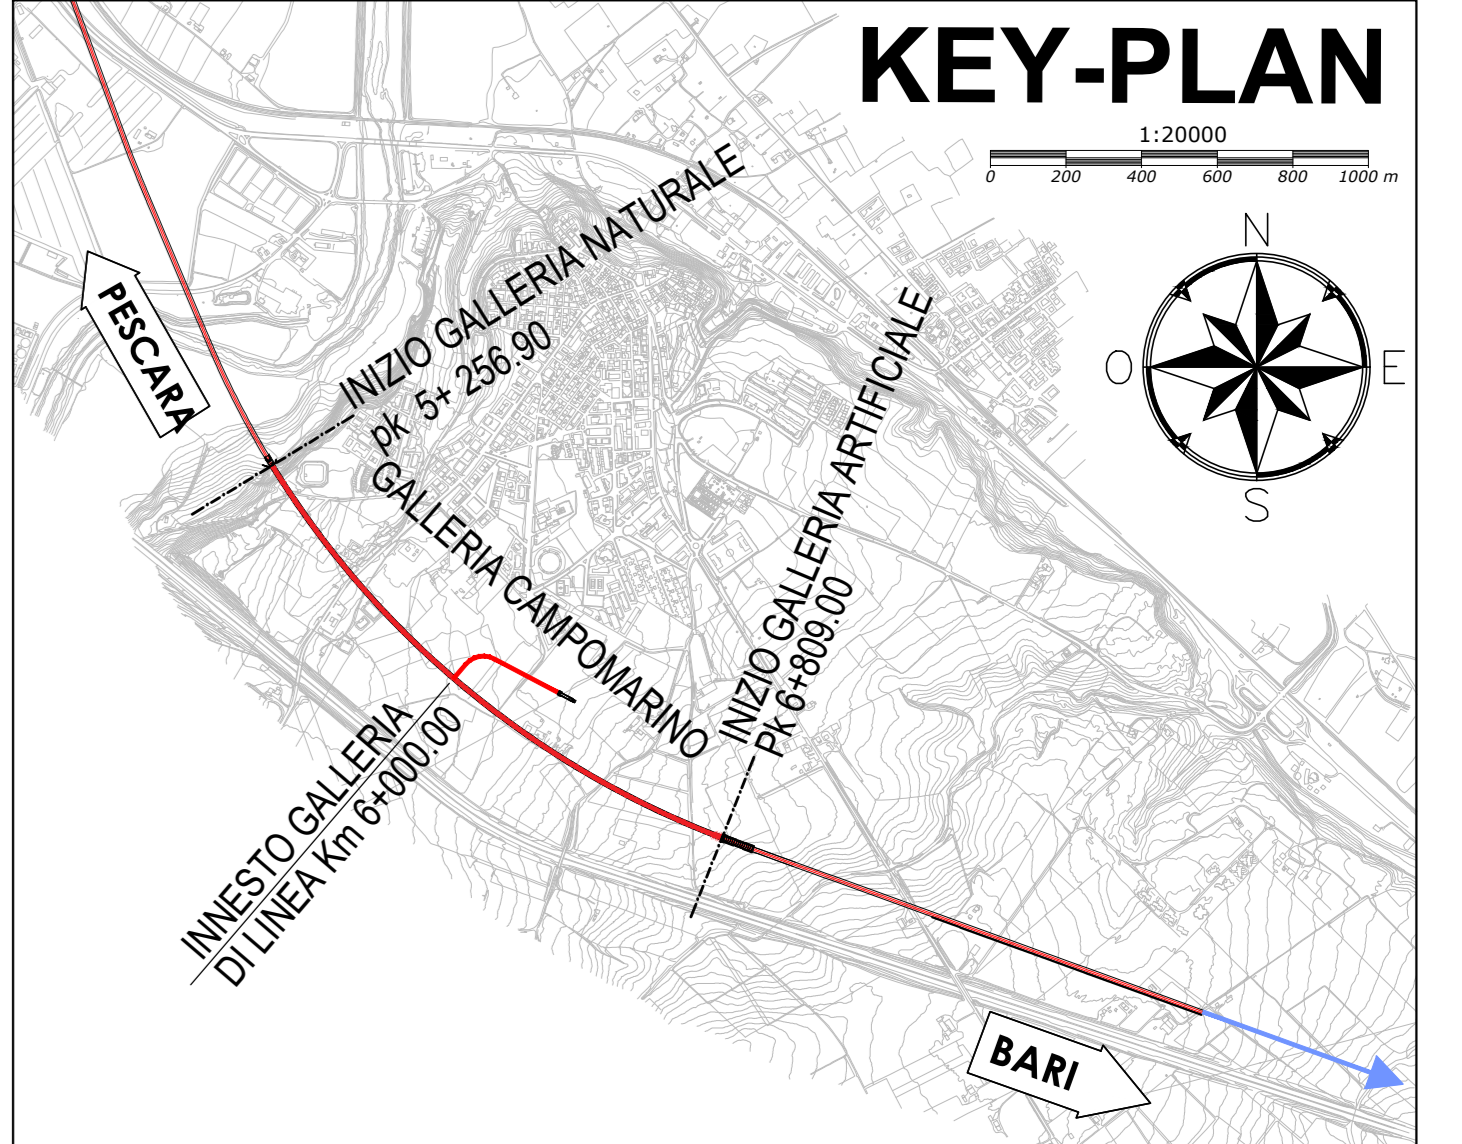 KEY-PLAN
1:20000
0 200 400 600 800 1000 m
N
O
E
S
PESCARA
INIZIO GALLERIA NATURALE
pk 5+ 256.90
GALLERIA CAMPOMARINO
INIZIO GALLERIA ARTIFICIALE
Pk 6+809.00
INNESTO GALLERIA
DI LINEA Km 6+000.00
BARI